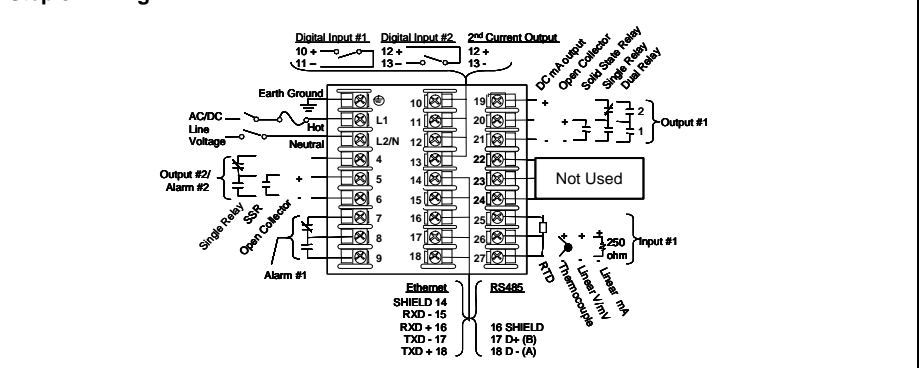 Digital Input #1 Digital Input #2 2nd Current Output
10 + 12 + 12 +
11 – 13 – 13 -
DC mA output
Open Collector
Solid State Relay
Single Relay
Dual Relay
Earth Ground
AC/DC
Line
Voltage
Hot
Neutral
L1
L2/N
4
5
6
7
8
9
10
11
12
13
14
15
16
17
18
19
20
21
22
23
24
25
26
27
+ + 2
- - 1
Output #1
Not Used
Output #2/
Alarm #2
+
-
Single Relay
SSR
Open Collector
Alarm #1
+ + +
250
ohm
- - -
Input #1
RTD
Thermocouple
Linear V/mV
Linear mA
Ethernet RS485
SHIELD 14
RXD - 15
RXD + 16 16 SHIELD
TXD - 17 17 D+ (B)
TXD + 18 18 D - (A)